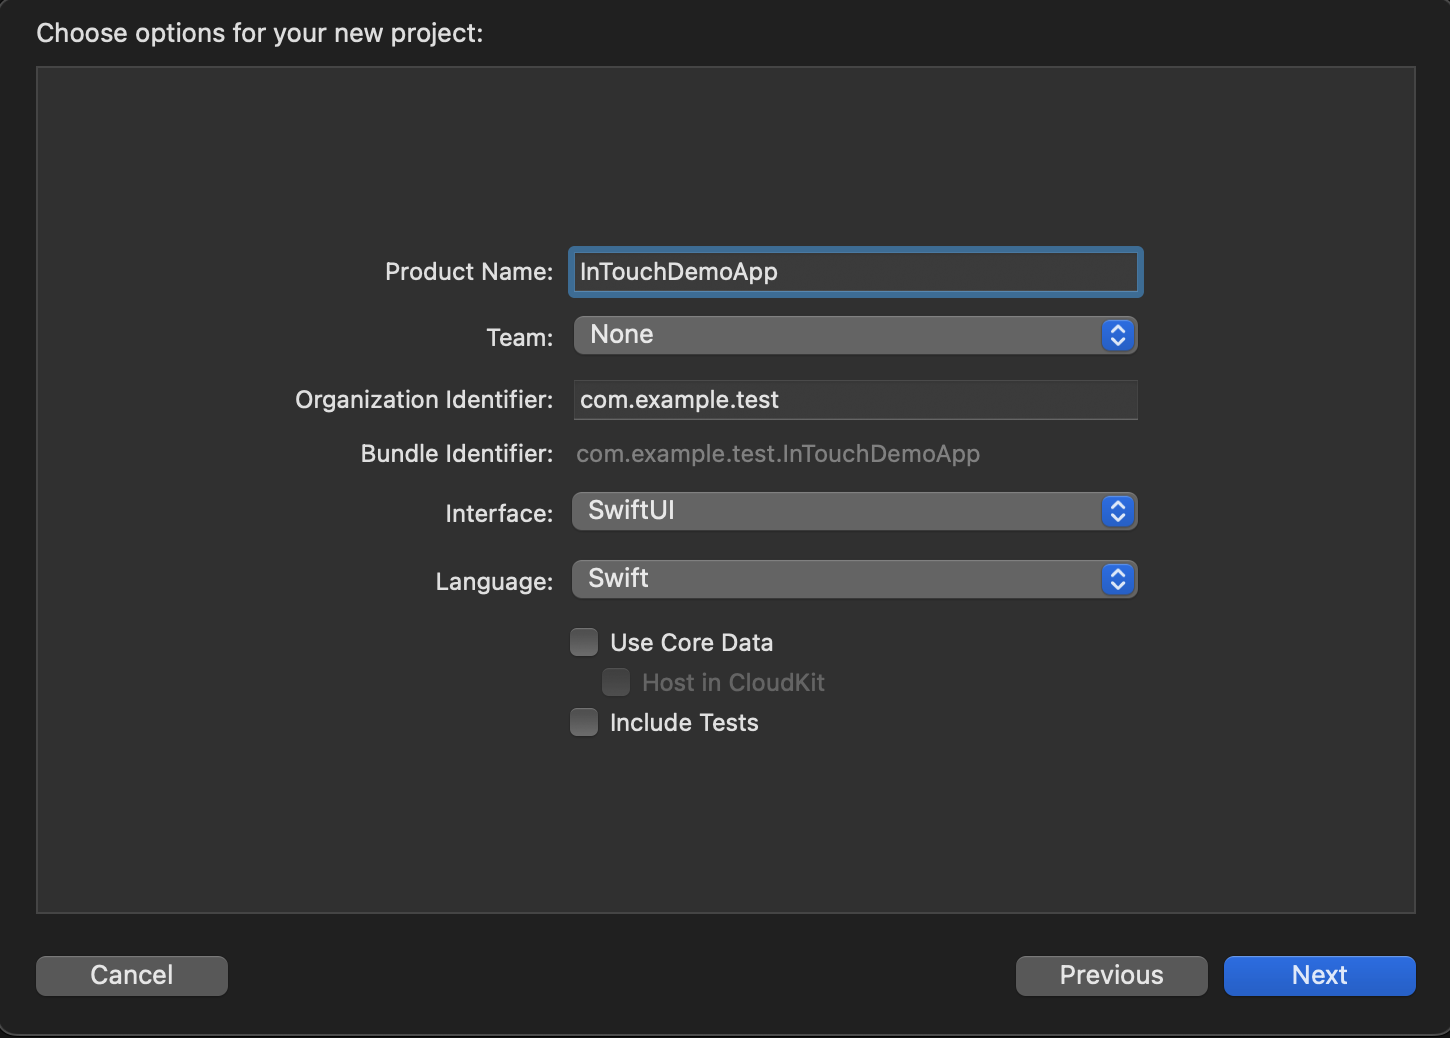 Choose options for your new project:
Product Name: InTouchDemoApp
Team: None
Organization Identifier: com.example.test
Bundle Identifier: com.example.test.InTouchDemoApp
Interface: SwiftUI
Language: Swift
Use Core Data
Host in CloudKit
Include Tests
Cancel Previous Next